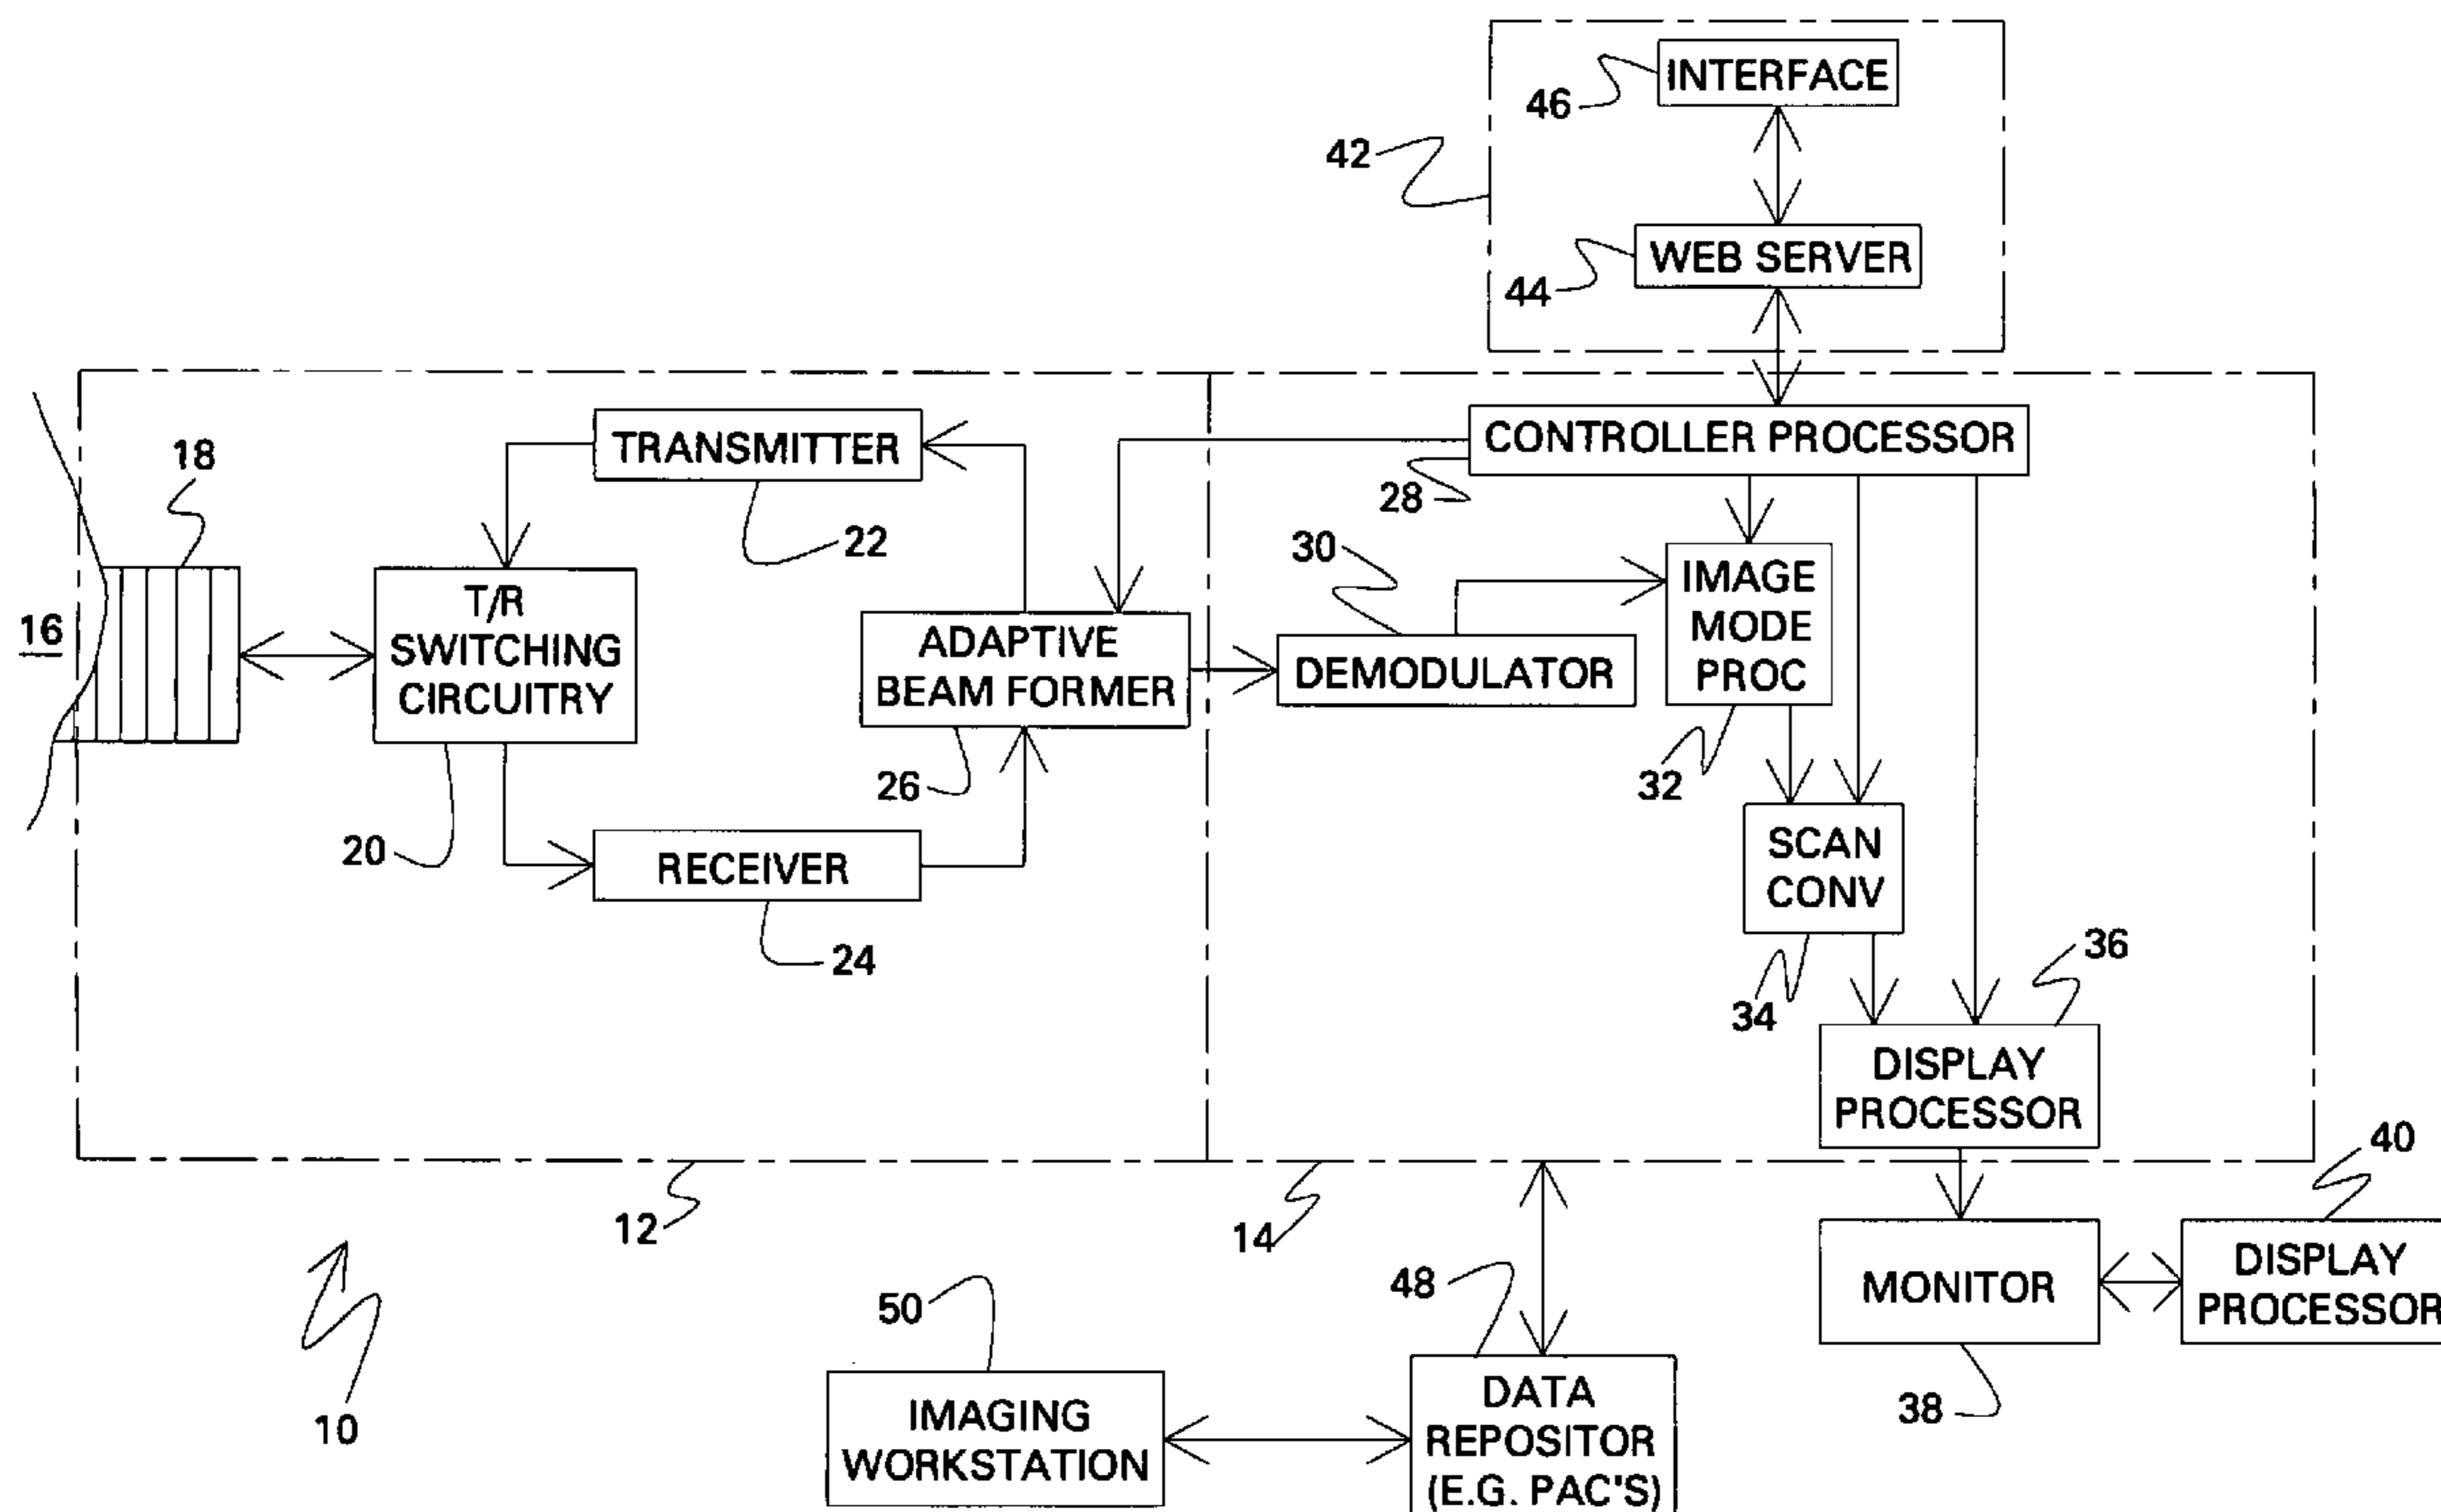 INTERFACE
46
42
WEB SERVER
44
18
TRANSMITTER
CONTROLLER PROCESSOR
28
22
30
16
T/R
SWITCHING
CIRCUITRY
ADAPTIVE
BEAM FORMER
DEMODULATOR
IMAGE
MODE
PROC
26
32
20
RECEIVER
SCAN
CONV
24
34
36
DISPLAY
PROCESSOR
12
14
40
10
50
48
MONITOR
DISPLAY
PROCESSOR
38
IMAGING
WORKSTATION
DATA
REPOSITOR
(E.G. PAC'S)